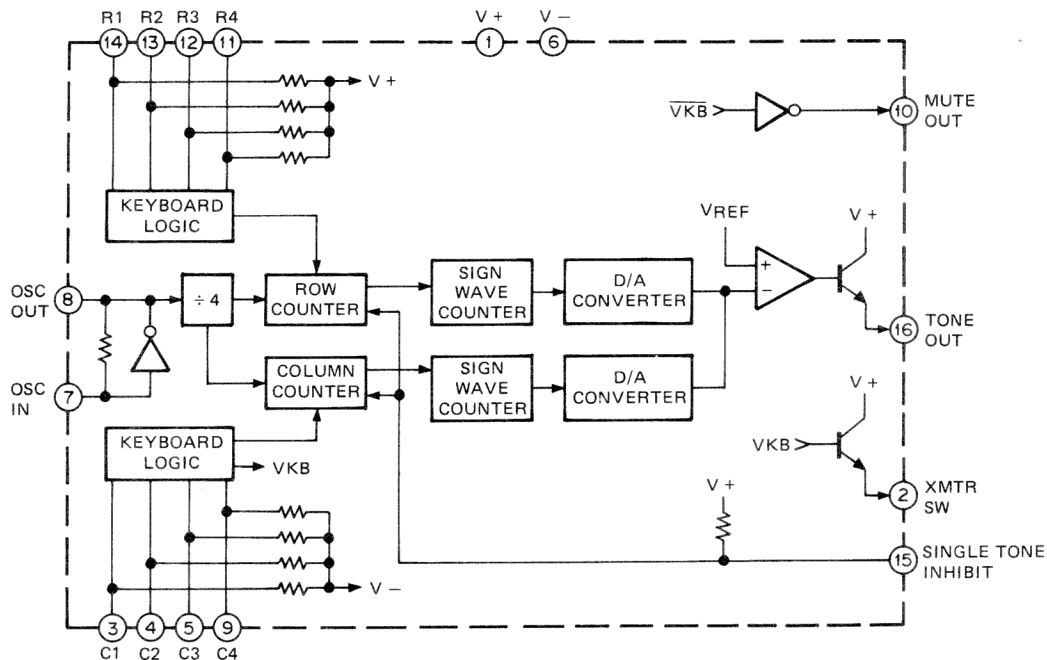 R1 R2 R3 R4
14 13 12 11
V+ V-
1 6
V+
VKB 10 MUTE
OUT
KEYBOARD
LOGIC
VREF
V+
OSC
OUT
8
÷4
ROW
COUNTER
SIGN
WAVE
COUNTER
D/A
CONVERTER
+
-
16 TONE
OUT
OSC
IN
7
COLUMN
COUNTER
SIGN
WAVE
COUNTER
D/A
CONVERTER
KEYBOARD
LOGIC
VKB
V+
VKB
2 XMTR
SW
V+
15 SINGLE TONE
INHIBIT
V-
3 4 5 9
C1 C2 C3 C4